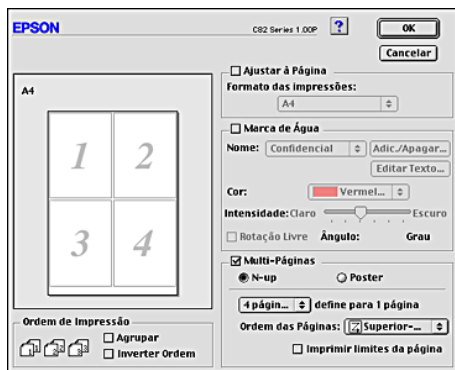 EPSON
C82 Series 1.00P
?
OK
Cancelar
A4
1
2
3
4
Ajustar à Página
Formato das impressões:
A4
Marca de Água
Nome: Confidencial Adic./Apagar...
Editar Texto...
Cor: Vermel...
Intensidade: Claro Escuro
Rotação Livre Ângulo: Grau
Multi-Páginas
N-up Poster
4 págin... define para 1 página
Ordem das Páginas: Superior-...
Imprimir limites da página
Ordem de Impressão
Agrupar
Inverter Ordem